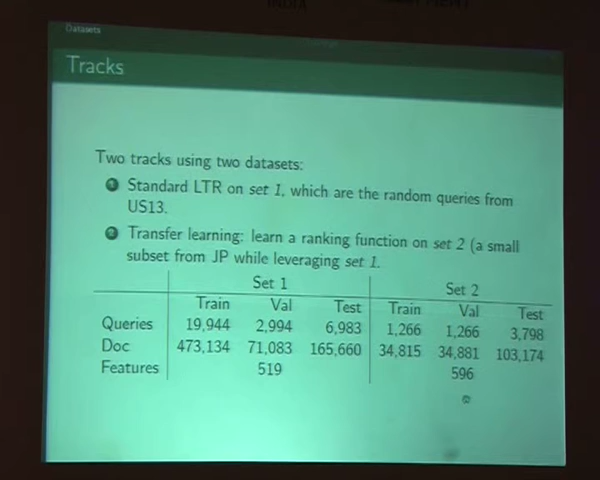 INDIA
Datasets
Tracks
Two tracks using two datasets:
1 Standard LTR on set 1, which are the random queries from
US13.
2 Transfer learning: learn a ranking function on set 2 (a small
subset from JP while leveraging set 1.
Set 1 Set 2
Train Val Test Train Val Test
Queries 19,944 2,994 6,983 1,266 1,266 3,798
Doc 473,134 71,083 165,660 34,815 34,881 103,174
Features 519 596